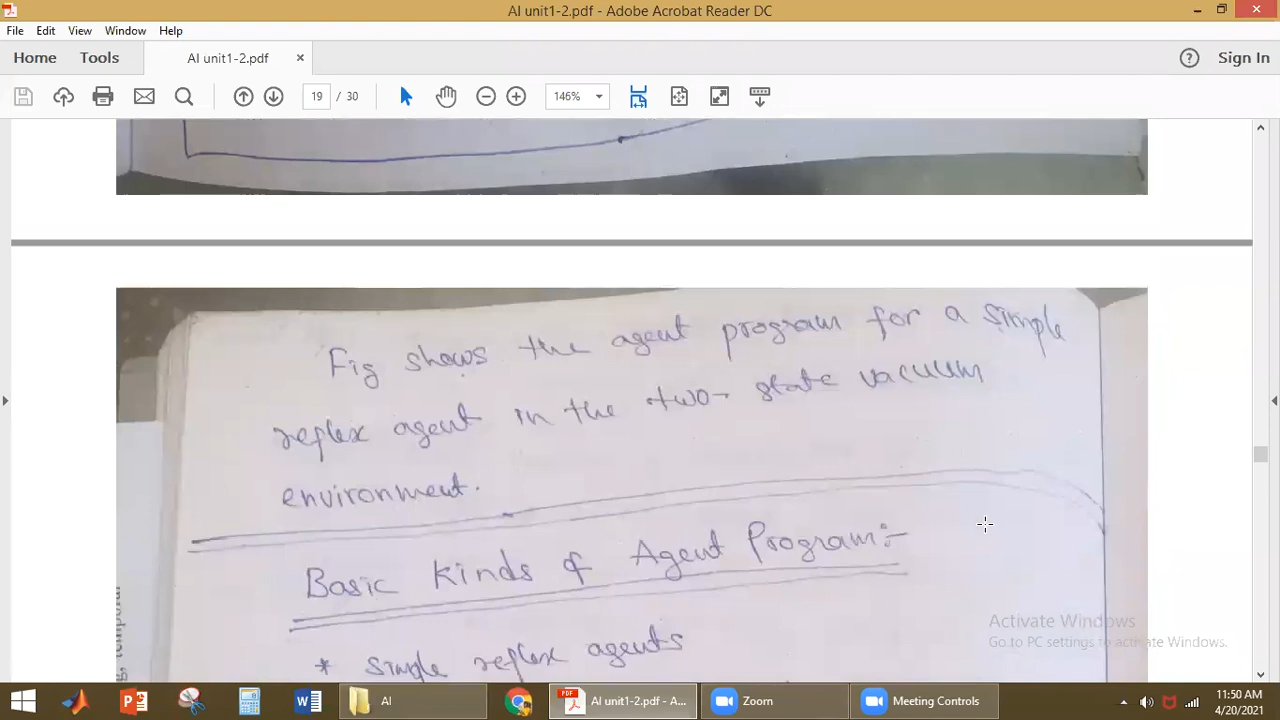 AI unit1-2.pdf - Adobe Acrobat Reader DC
File Edit View Window Help
Home Tools AI unit1-2.pdf × Sign In
19 / 30 146%
Fig shows the agent program for a simple
reflex agent in the two-state vacuum
environment.
Basic Kinds of Agent Program:-
* simple reflex agents
Activate Windows
Go to PC settings to activate Windows.
AI AI unit1-2.pdf - A... Zoom Meeting Controls
11:50 AM
4/20/2021